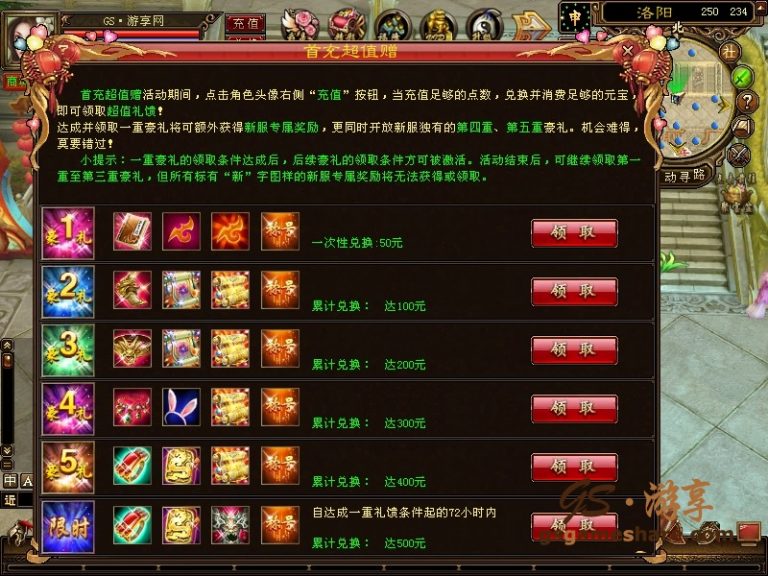 GS·游享网
充值
申
洛阳
250 234
北
社
首充超值赠
首充超值赠活动期间，点击角色头像右侧“充值”按钮，当充值足够的点数，兑换并消费足够的元宝，
即可领取超值礼馈！
达成并领取一重豪礼将可额外获得新服专属奖励，更同时开放新服独有的第四重、第五重豪礼。机会难得，
莫要错过！
小提示：一重豪礼的领取条件达成后，后续豪礼的领取条件方可被激活。活动结束后，可继续领取第一
重至第三重豪礼，但所有标有“新”字图样的新服专属奖励将无法获得或领取。
动寻路
豪1礼
称号
一次性兑换:50元
领取
豪2礼
称号
累计兑换： 达100元
领取
豪3礼
称号
累计兑换： 达200元
领取
豪4礼
称号
累计兑换： 达300元
领取
豪5礼
称号
累计兑换： 达400元
领取
限时
称号
自达成一重礼馈条件起的72小时内
累计兑换： 达500元
领取
中 A
近
GS·游享